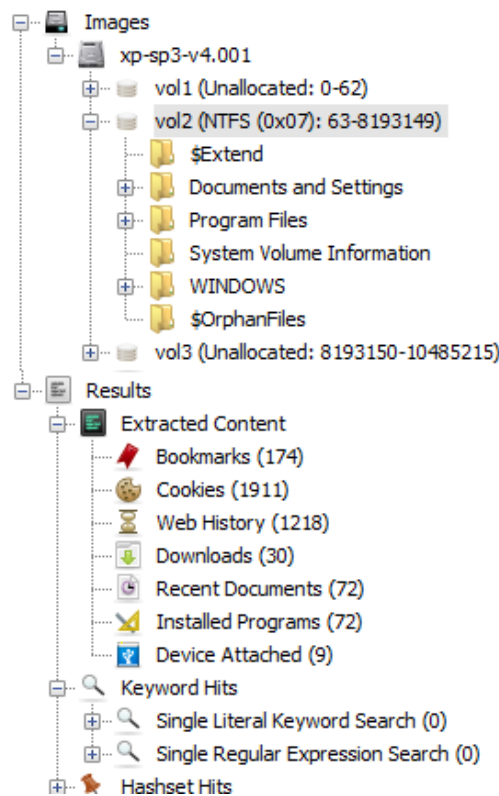 Images
xp-sp3-v4.001
vol1 (Unallocated: 0-62)
vol2 (NTFS (0x07): 63-8193149)
$Extend
Documents and Settings
Program Files
System Volume Information
WINDOWS
$OrphanFiles
vol3 (Unallocated: 8193150-10485215)
Results
Extracted Content
Bookmarks (174)
Cookies (1911)
Web History (1218)
Downloads (30)
Recent Documents (72)
Installed Programs (72)
Device Attached (9)
Keyword Hits
Single Literal Keyword Search (0)
Single Regular Expression Search (0)
Hashset Hits